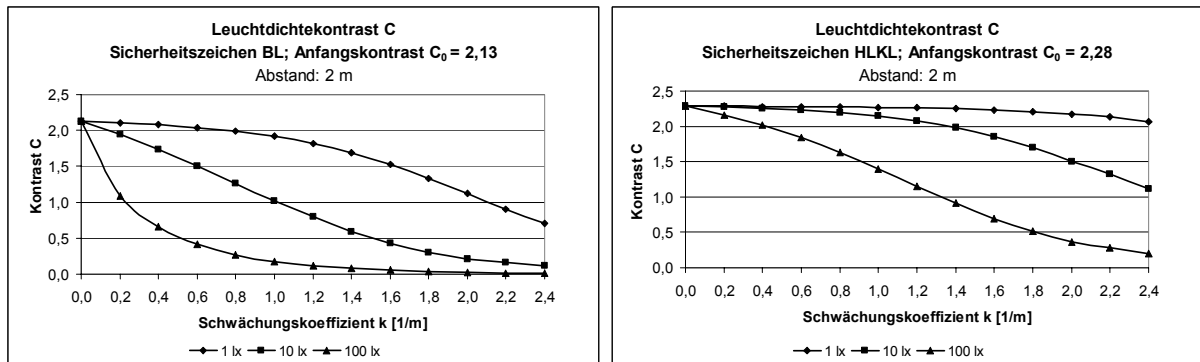 Leuchtdichtekontrast C
Sicherheitszeichen BL; Anfangskontrast C₀ = 2,13
Abstand: 2 m
2,5
2,0
1,5
1,0
0,5
0,0
Kontrast C
0,0 0,2 0,4 0,6 0,8 1,0 1,2 1,4 1,6 1,8 2,0 2,2 2,4
Schwächungskoeffizient k [1/m]
1 lx 10 lx 100 lx
Leuchtdichtekontrast C
Sicherheitszeichen HLKL; Anfangskontrast C₀ = 2,28
Abstand: 2 m
2,5
2,0
1,5
1,0
0,5
0,0
Kontrast C
0,0 0,2 0,4 0,6 0,8 1,0 1,2 1,4 1,6 1,8 2,0 2,2 2,4
Schwächungskoeffizient k [1/m]
1 lx 10 lx 100 lx